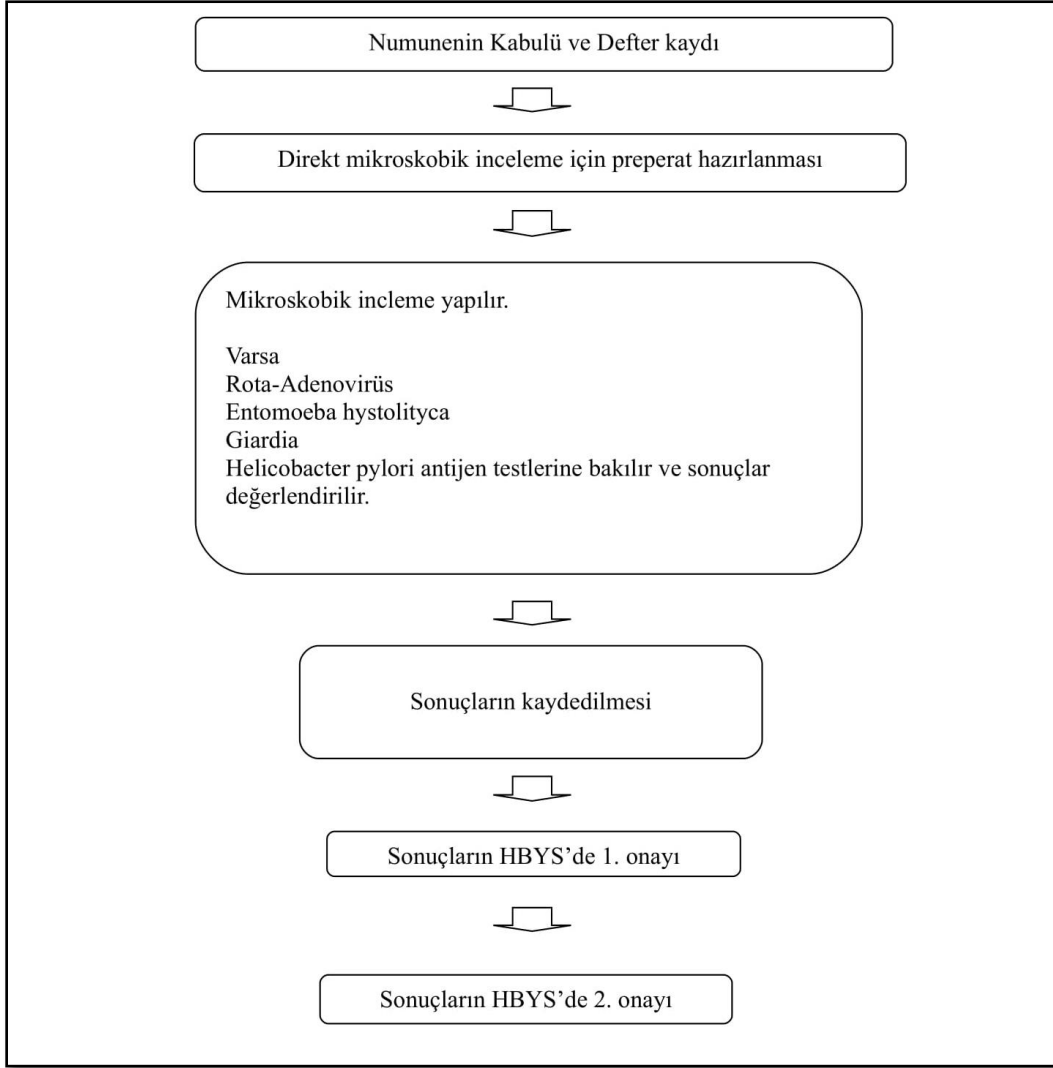 Numunenin Kabulü ve Defter kaydı
Direkt mikroskobik inceleme için preperat hazırlanması
Mikroskobik incleme yapılır.
Varsa
Rota-Adenovirüs
Entomoeba hystolityca
Giardia
Helicobacter pylori antijen testlerine bakılır ve sonuçlar
değerlendirilir.
Sonuçların kaydedilmesi
Sonuçların HBYS’de 1. onayı
Sonuçların HBYS’de 2. onayı